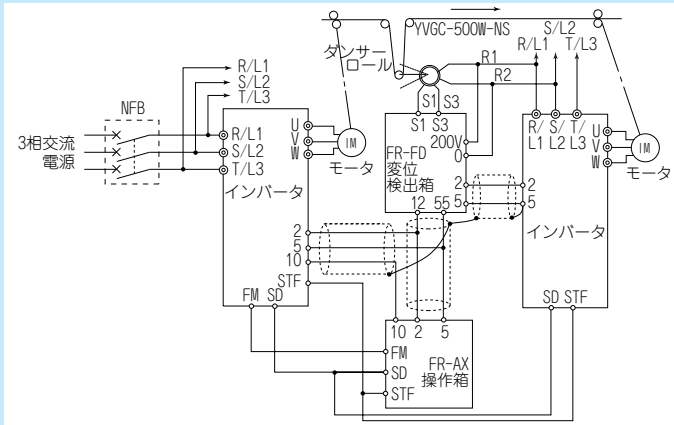 YVGC-500W-NS
ダンサー
ロール
R1
R2
R/L1
S/L2
T/L3
S1
S3
R/L1
S/L2
T/L3
NFB
3相交流
電源
R/L1
S/L2
T/L3
インバータ
U
V
W
IM
モータ
2
5
10
STF
FM
SD
S1
S3
200V
0
FR-FD
変位
検出箱
2
5
12
55
R/
L1
S/
L2
T/
L3
U
V
W
IM
モータ
2
5
インバータ
SD
STF
10
2
5
FM
SD
STF
FR-AX
操作箱